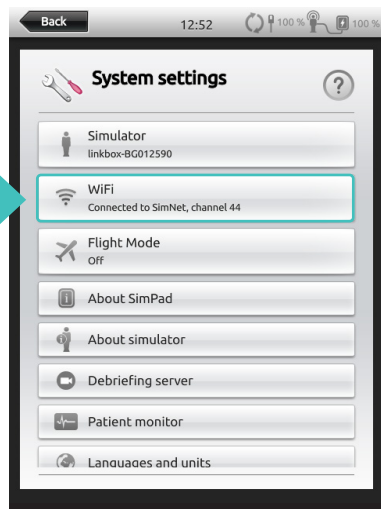 Back 12:52 100 % 100 %
System settings ?
Simulator
linkbox-BG012590
WiFi
Connected to SimNet, channel 44
Flight Mode
Off
About SimPad
About simulator
Debriefing server
Patient monitor
Languages and units